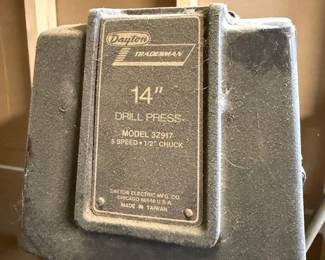 Dayton
TRADESMAN
14"
DRILL PRESS
MODEL 3Z917
5 SPEED • 1/2" CHUCK
DAYTON ELECTRIC MFG. CO.
CHICAGO 60648 U.S.A.
MADE IN TAIWAN